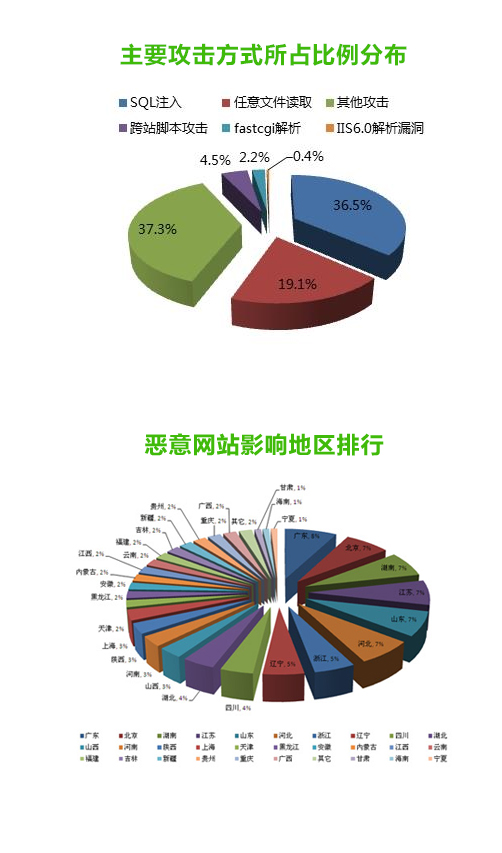 主要攻击方式所占比例分布
SQL注入 任意文件读取 其他攻击
跨站脚本攻击 fastcgi解析 IIS6.0解析漏洞
4.5% 2.2% 0.4%
36.5%
37.3%
19.1%
恶意网站影响地区排行
甘肃, 1%
海南, 1%
宁夏, 1%
广西, 2%
贵州, 2%
重庆, 2%
其它, 2%
新疆, 2%
吉林, 2%
福建, 2%
云南, 2%
江西, 2%
内蒙古, 2%
安徽, 2%
黑龙江, 2%
天津, 2%
上海, 3%
陕西, 3%
河南, 3%
山西, 3%
湖北, 4%
四川, 4%
辽宁, 5%
浙江, 5%
河北, 7%
山东, 7%
江苏, 7%
湖南, 7%
北京, 7%
广东, 8%
广东 北京 湖南 江苏 山东 河北 浙江 辽宁 四川 湖北
山西 河南 陕西 上海 天津 黑龙江 安徽 内蒙古 江西 云南
福建 吉林 新疆 贵州 重庆 广西 其它 甘肃 海南 宁夏